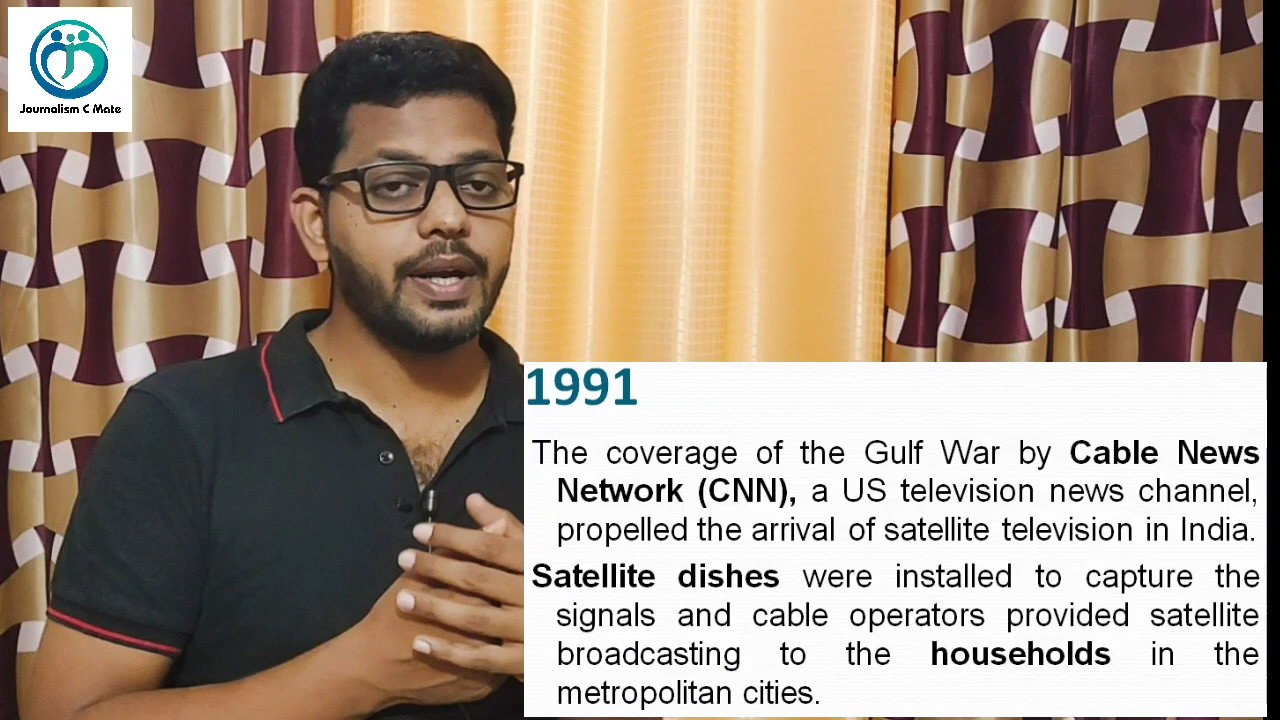 Journalism C Mate
1991
The coverage of the Gulf War by Cable News
Network (CNN), a US television news channel,
propelled the arrival of satellite television in India.
Satellite dishes were installed to capture the
signals and cable operators provided satellite
broadcasting to the households in the
metropolitan cities.